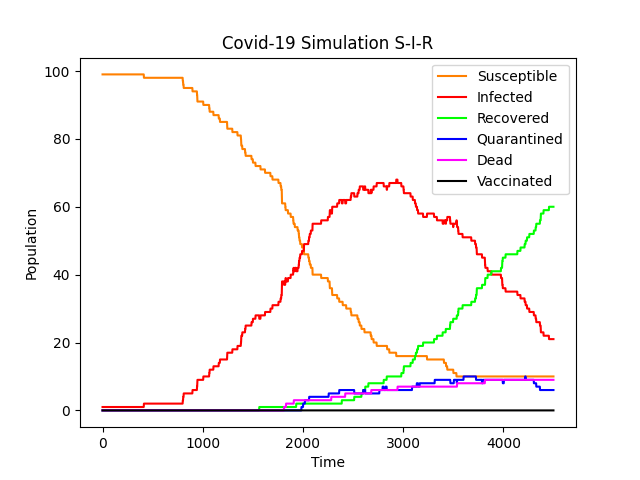 Covid-19 Simulation S-I-R
Susceptible
Infected
Recovered
Quarantined
Dead
Vaccinated
100
80
60
40
20
0
Population
0 1000 2000 3000 4000
Time